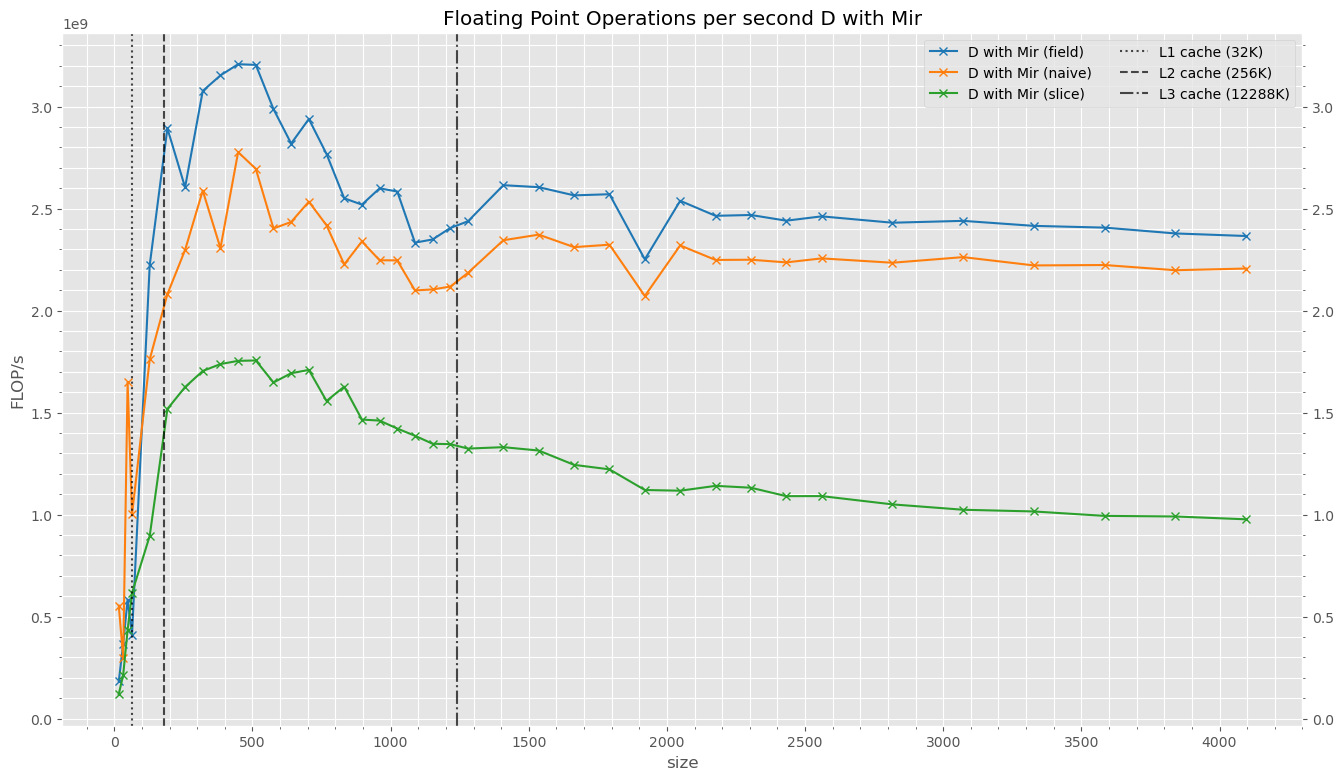 Floating Point Operations per second D with Mir
1e9
D with Mir (field)
D with Mir (naive)
D with Mir (slice)
L1 cache (32K)
L2 cache (256K)
L3 cache (12288K)
3.0
2.5
2.0
1.5
1.0
0.5
0.0
FLOP/s
3.0
2.5
2.0
1.5
1.0
0.5
0.0
0 500 1000 1500 2000 2500 3000 3500 4000
size